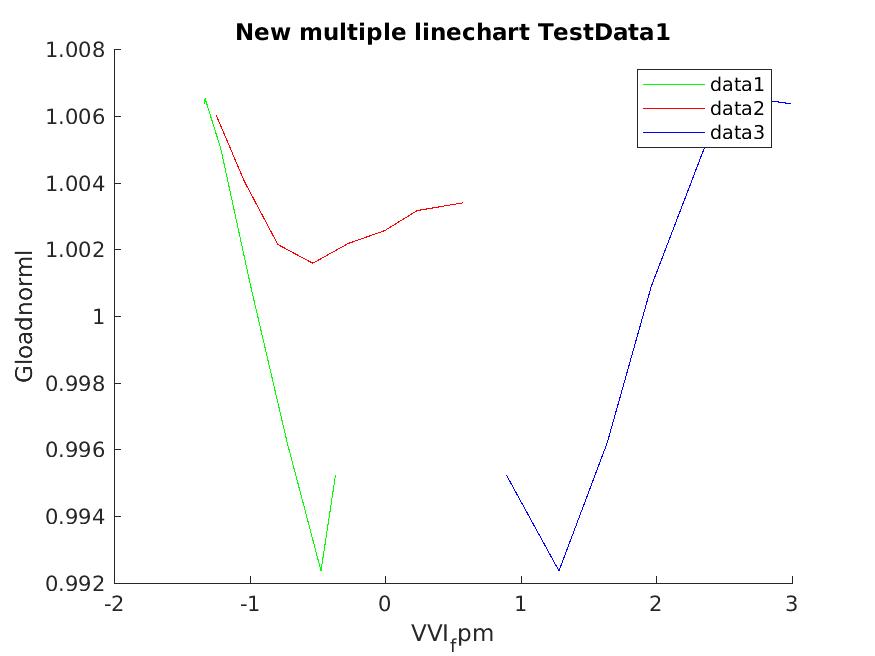 New multiple linechart TestData1
1.008
1.006
1.004
1.002
1
0.998
0.996
0.994
0.992
Gloadnorml
data1
data2
data3
-2 -1 0 1 2 3
VVI_fpm